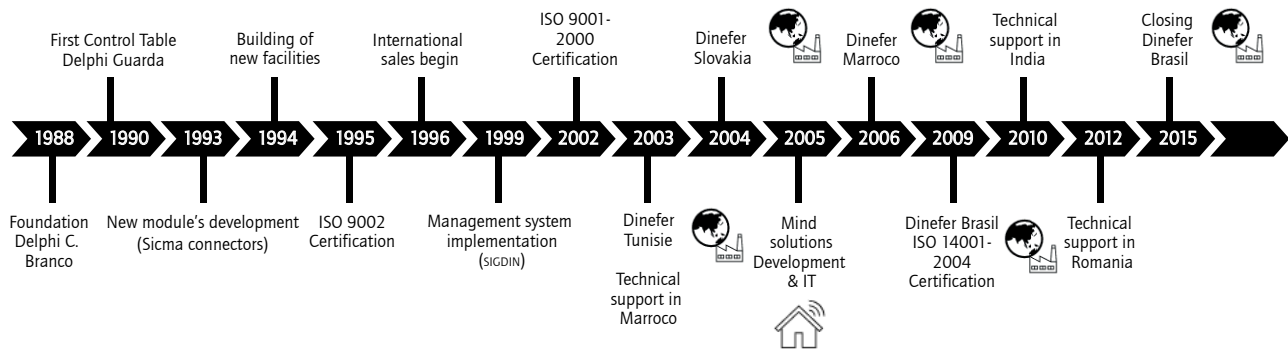 First Control Table
Delphi Guarda
Building of
new facilities
International
sales begin
ISO 9001-
2000
Certification
Dinefer
Slovakia
Dinefer
Marroco
Technical
support in
India
Closing
Dinefer
Brasil
1988 1990 1993 1994 1995 1996 1999 2002 2003 2004 2005 2006 2009 2010 2012 2015
Foundation
Delphi C.
Branco
New module's development
(Sicma connectors)
ISO 9002
Certification
Management system
implementation
(SIGDIN)
Dinefer
Tunisie
Technical
support in
Marroco
Mind
solutions
Development
& IT
Dinefer Brasil
ISO 14001-
2004
Certification
Technical
support in
Romania